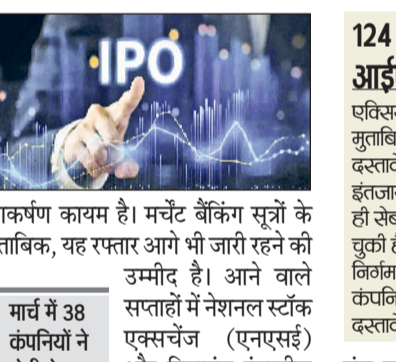 IPO
कर्षण कायम है। मर्चेंट बैंकिंग सूत्रों के
ताबिक, यह रफ्तार आगे भी जारी रहने की
उम्मीद है। आने वाले
सप्ताहों में नेशनल स्टॉक
एक्सचेंज (एनएसई)
मार्च में 38
कंपनियों ने
124
आई
एक्सि
मुताबि
दस्ताव
इंतजा
ही सेब
चुकी है
निर्गम
कंपनि
दस्ताव